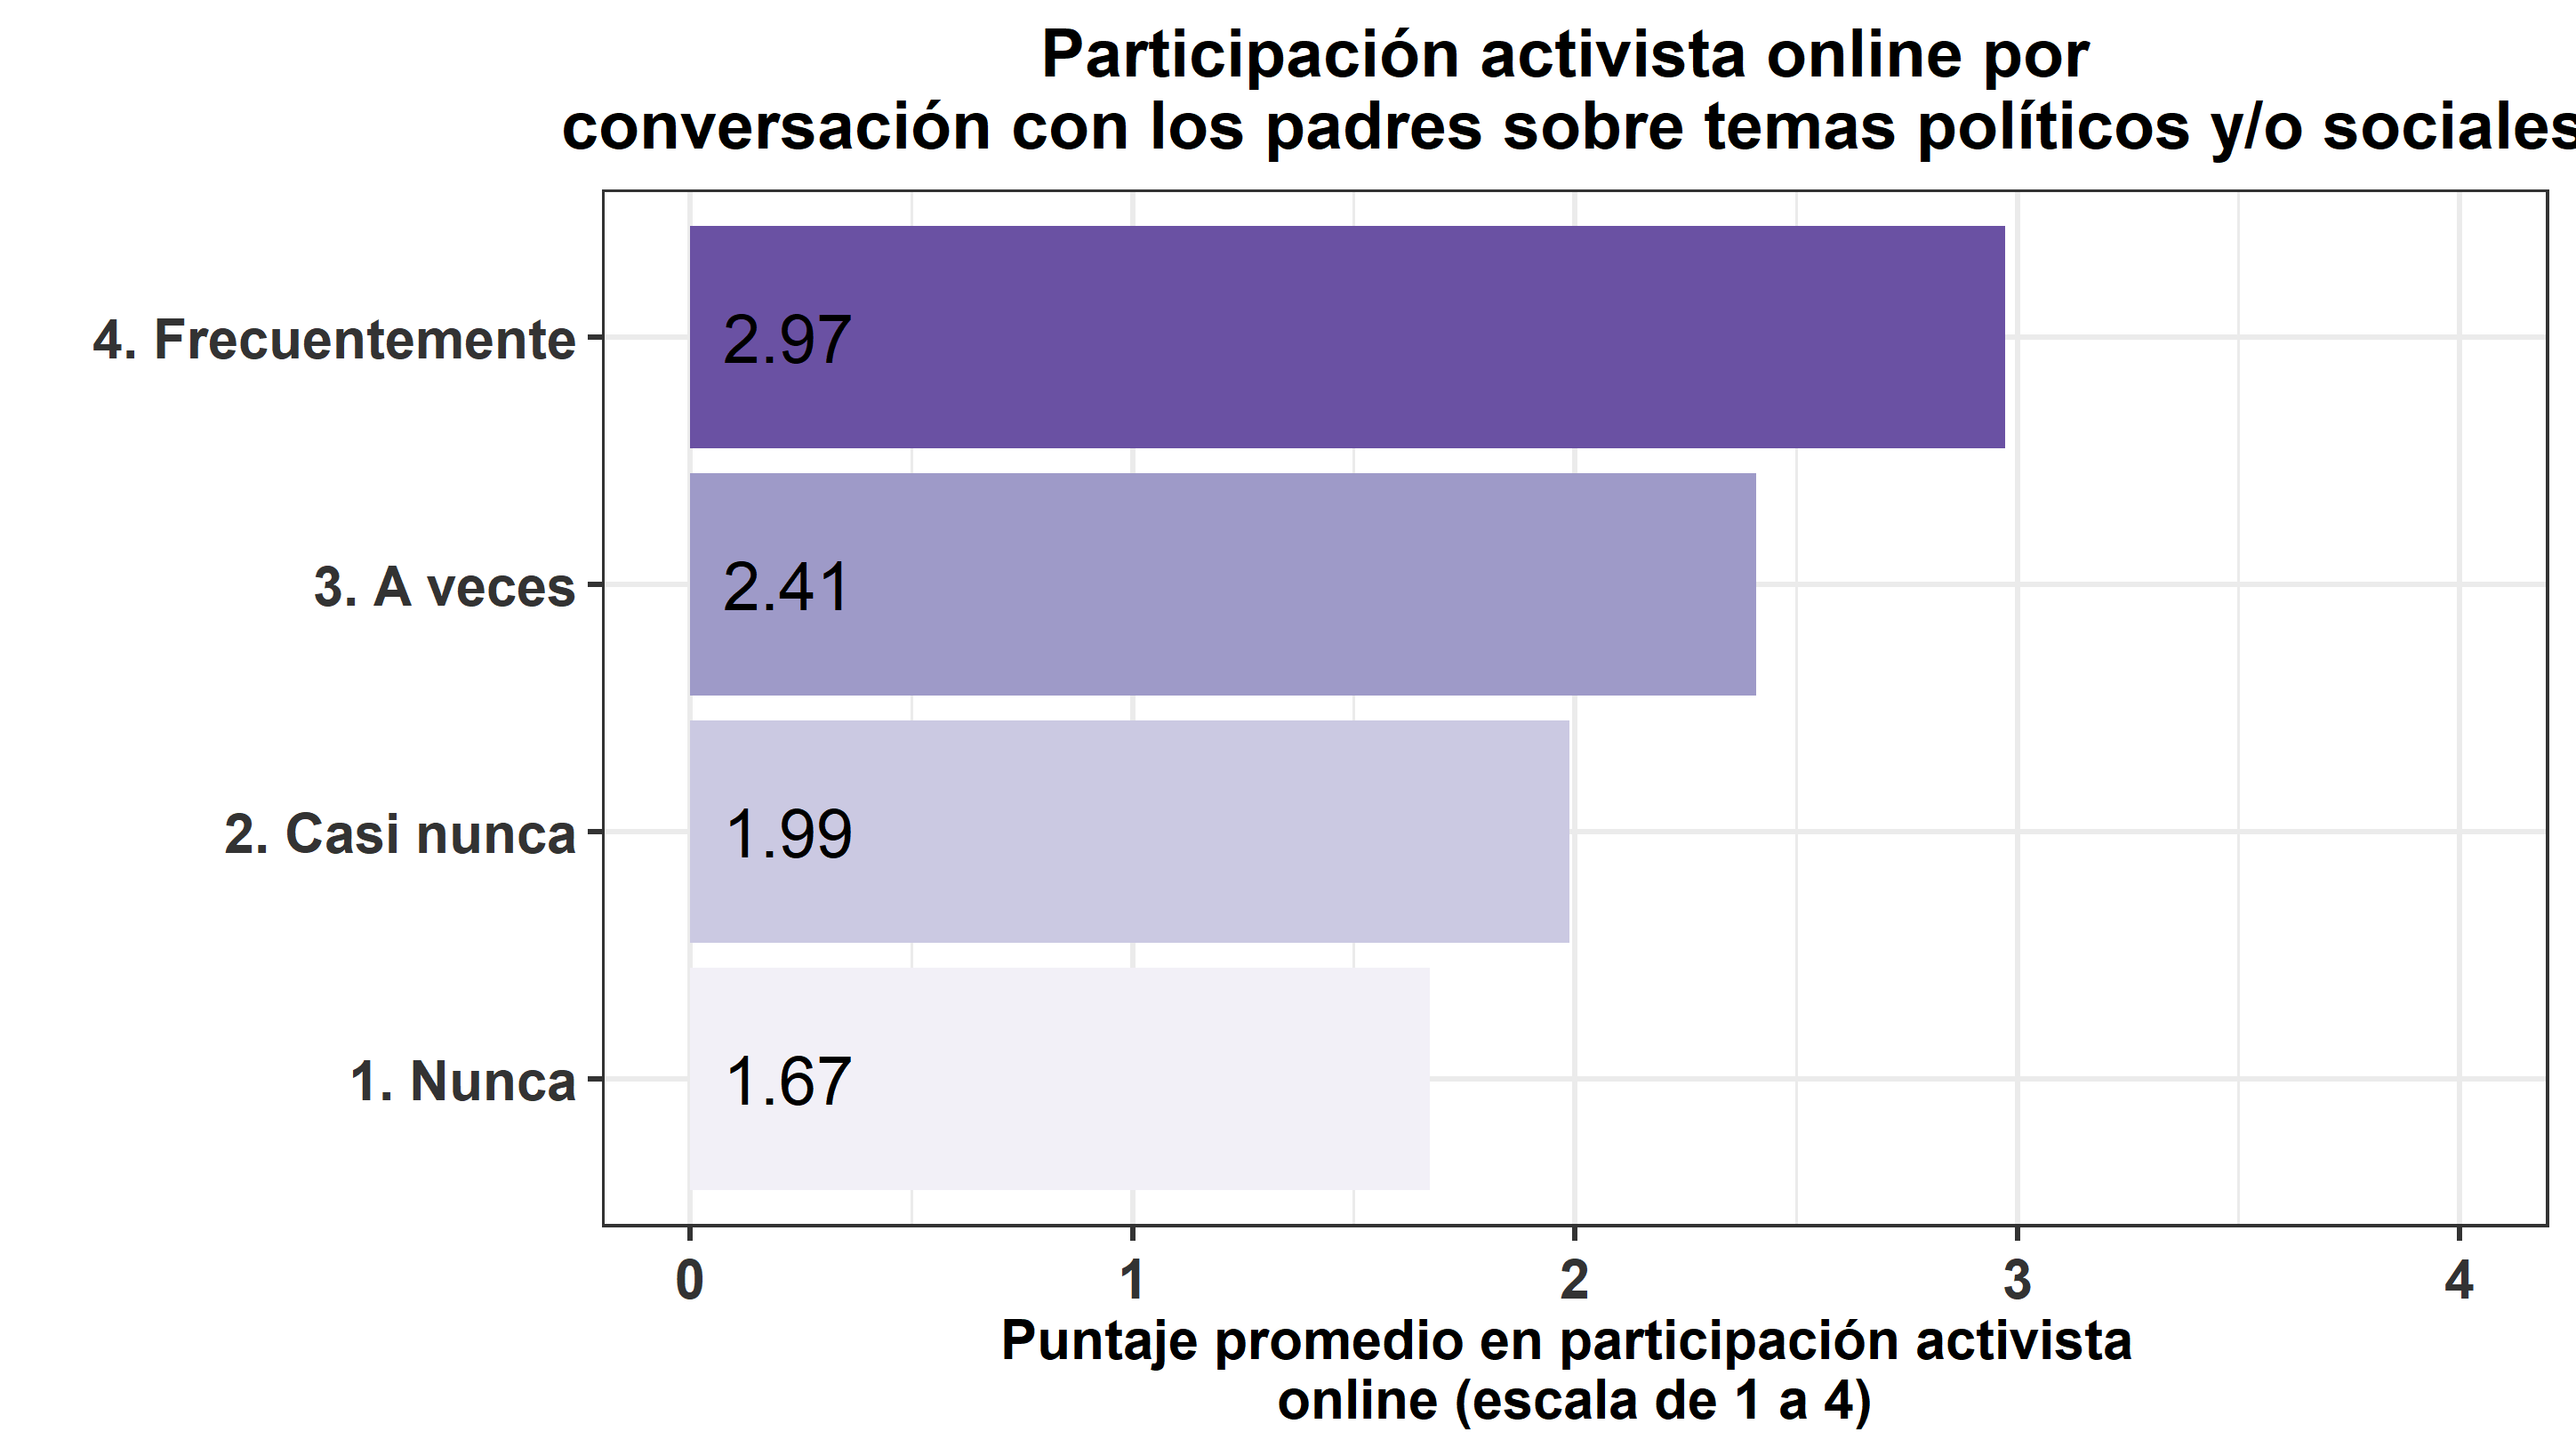 Participación activista online por
conversación con los padres sobre temas políticos y/o sociales
4. Frecuentemente
2.97
3. A veces
2.41
2. Casi nunca
1.99
1. Nunca
1.67
0 1 2 3 4
Puntaje promedio en participación activista
online (escala de 1 a 4)